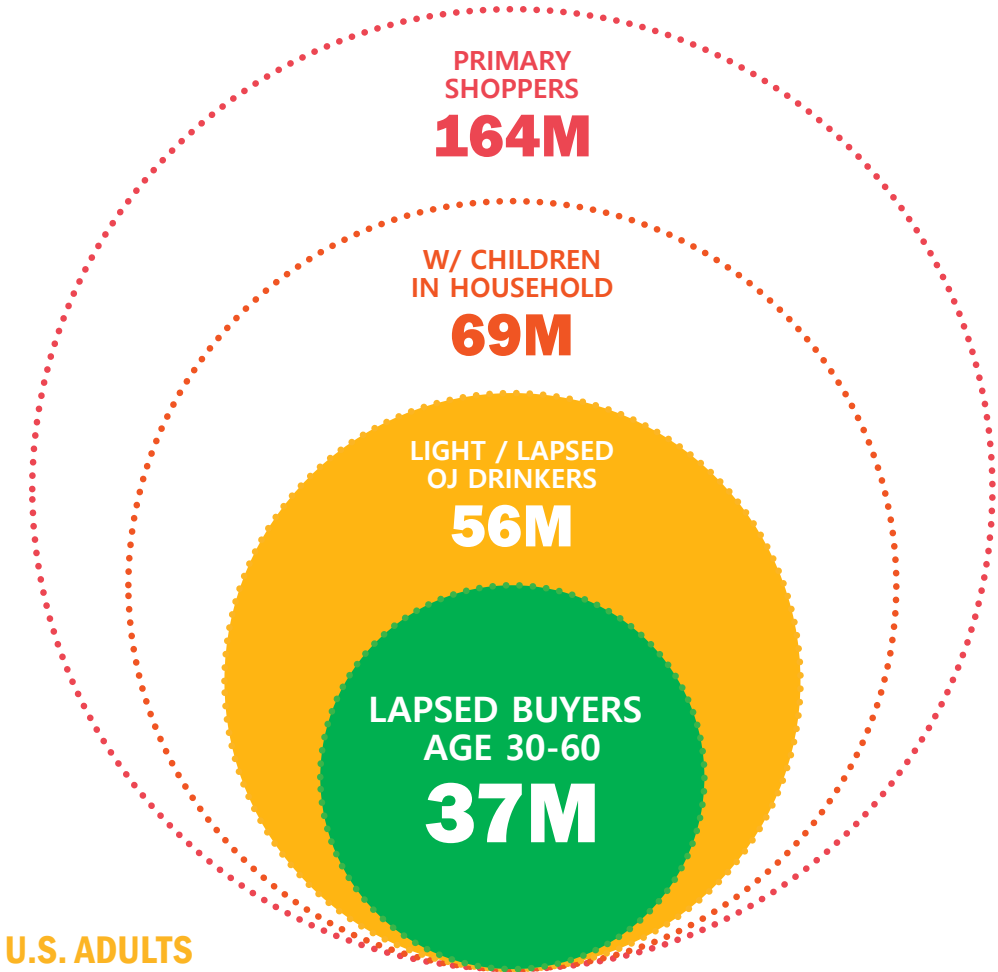 PRIMARY
SHOPPERS
164M
W/ CHILDREN
IN HOUSEHOLD
69M
LIGHT / LAPSED
OJ DRINKERS
56M
LAPSED BUYERS
AGE 30-60
37M
U.S. ADULTS